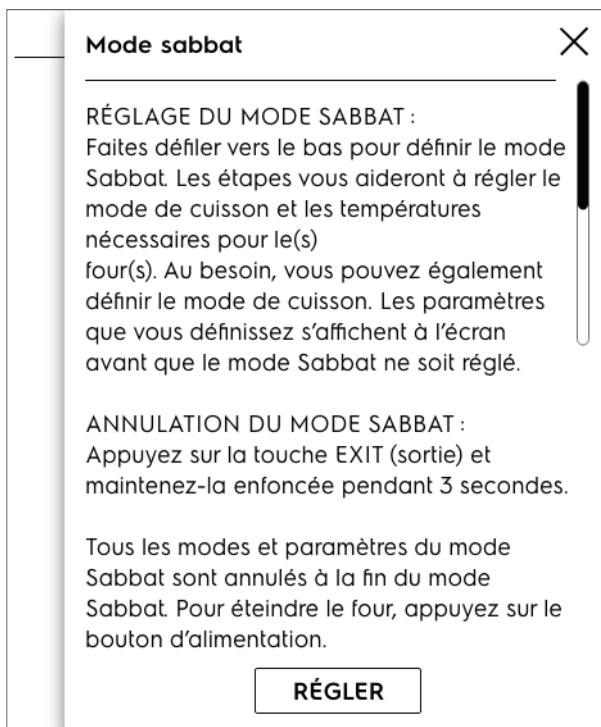 Mode sabbat
RÉGLAGE DU MODE SABBAT :
Faites défiler vers le bas pour définir le mode
Sabbat. Les étapes vous aideront à régler le
mode de cuisson et les températures
nécessaires pour le(s)
four(s). Au besoin, vous pouvez également
définir le mode de cuisson. Les paramètres
que vous définissez s’affichent à l’écran
avant que le mode Sabbat ne soit réglé.
ANNULATION DU MODE SABBAT :
Appuyez sur la touche EXIT (sortie) et
maintenez-la enfoncée pendant 3 secondes.
Tous les modes et paramètres du mode
Sabbat sont annulés à la fin du mode
Sabbat. Pour éteindre le four, appuyez sur le
bouton d’alimentation.
RÉGLER